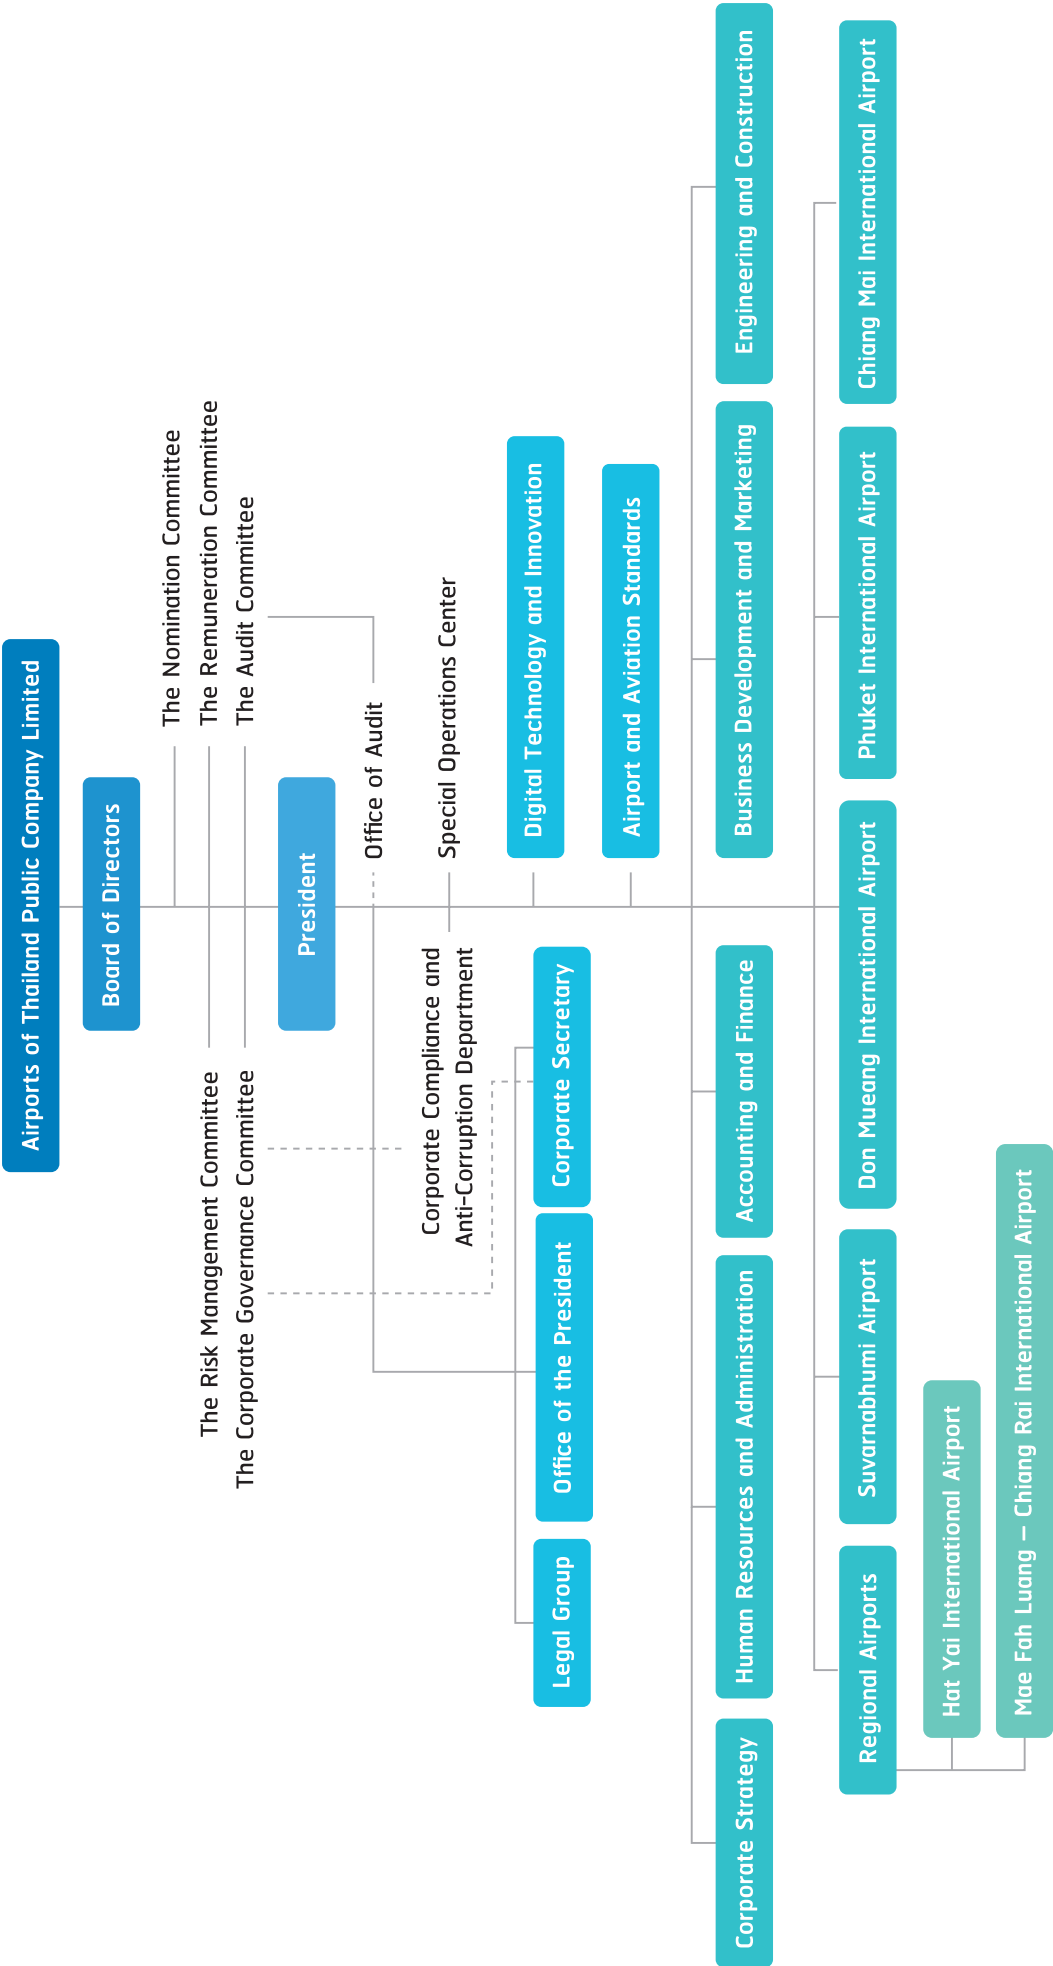 Airports of Thailand Public Company Limited
Board of Directors
The Nomination Committee
The Risk Management Committee
The Remuneration Committee
The Corporate Governance Committee
The Audit Committee
President
Office of Audit
Corporate Compliance and
Anti-Corruption Department
Special Operations Center
Legal Group
Office of the President
Corporate Secretary
Digital Technology and Innovation
Airport and Aviation Standards
Corporate Strategy
Human Resources and Administration
Accounting and Finance
Business Development and Marketing
Engineering and Construction
Regional Airports
Suvarnabhumi Airport
Don Mueang International Airport
Phuket International Airport
Chiang Mai International Airport
Hat Yai International Airport
Mae Fah Luang – Chiang Rai International Airport